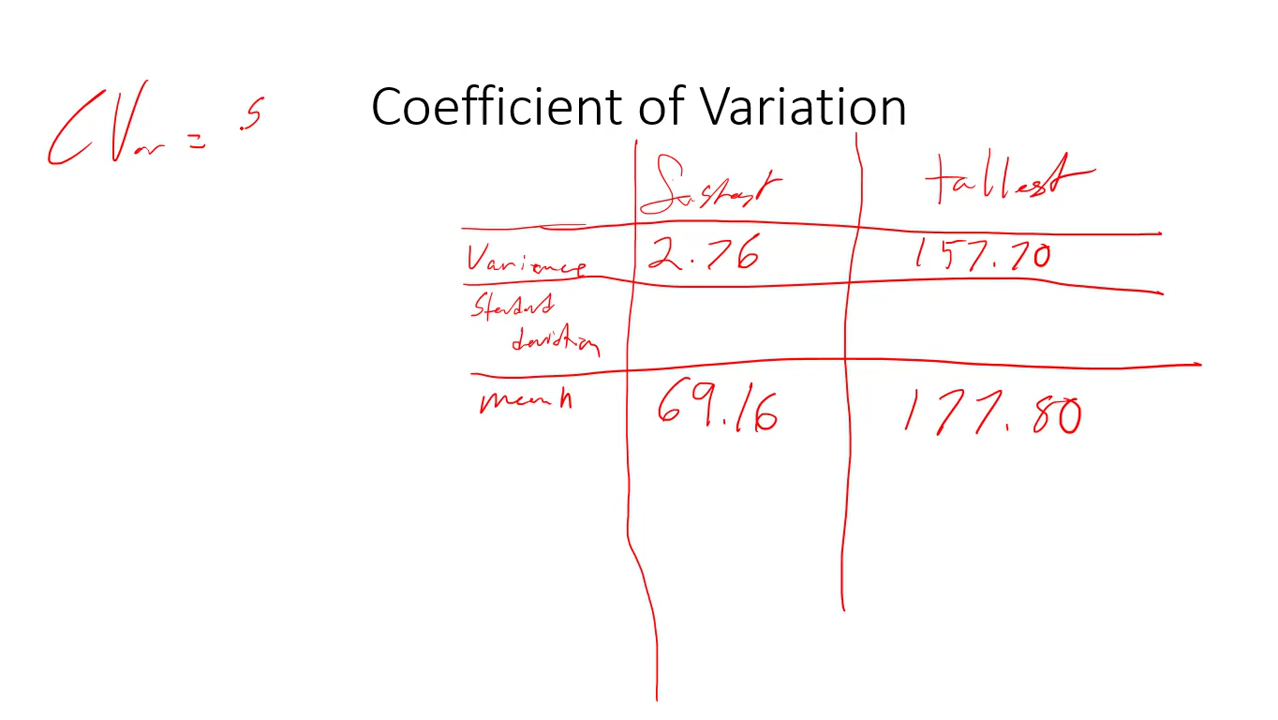 Coefficient of Variation
CVar = s
fastest tallest
Variance 2.76 157.70
Standard deviation
mean h 69.16 177.80